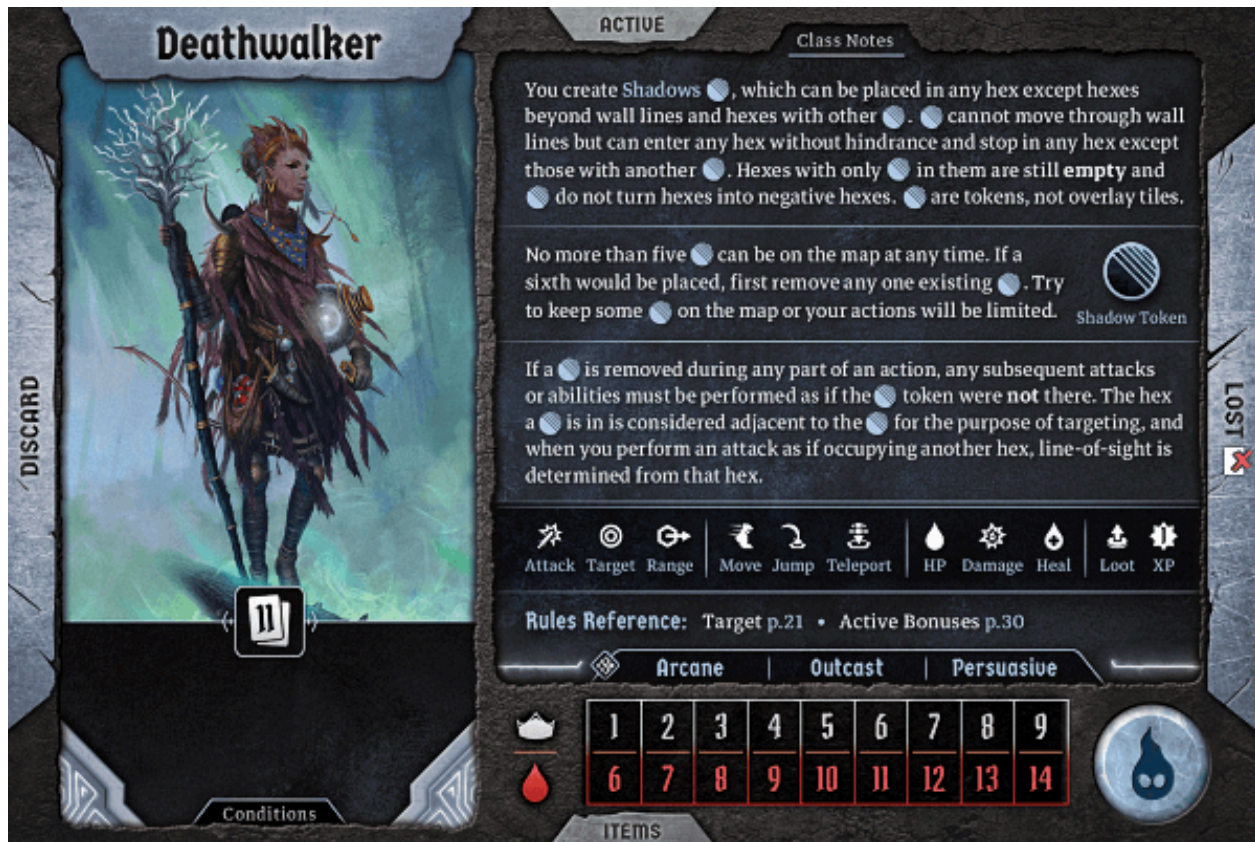 Deathwalker
ACTIVE
Class Notes
You create Shadows , which can be placed in any hex except hexes
beyond wall lines and hexes with other . cannot move through wall
lines but can enter any hex without hindrance and stop in any hex except
those with another . Hexes with only in them are still empty and
do not turn hexes into negative hexes. are tokens, not overlay tiles.
No more than five can be on the map at any time. If a
sixth would be placed, first remove any one existing . Try
to keep some on the map or your actions will be limited.
Shadow Token
If a is removed during any part of an action, any subsequent attacks
or abilities must be performed as if the token were not there. The hex
a is in is considered adjacent to the for the purpose of targeting, and
when you perform an attack as if occupying another hex, line-of-sight is
determined from that hex.
Attack Target Range Move Jump Teleport HP Damage Heal Loot XP
Rules Reference: Target p.21 • Active Bonuses p.30
Arcane | Outcast | Persuasive
1 2 3 4 5 6 7 8 9
6 7 8 9 10 11 12 13 14
DISCARD
LOST
11
Conditions
ITEMS